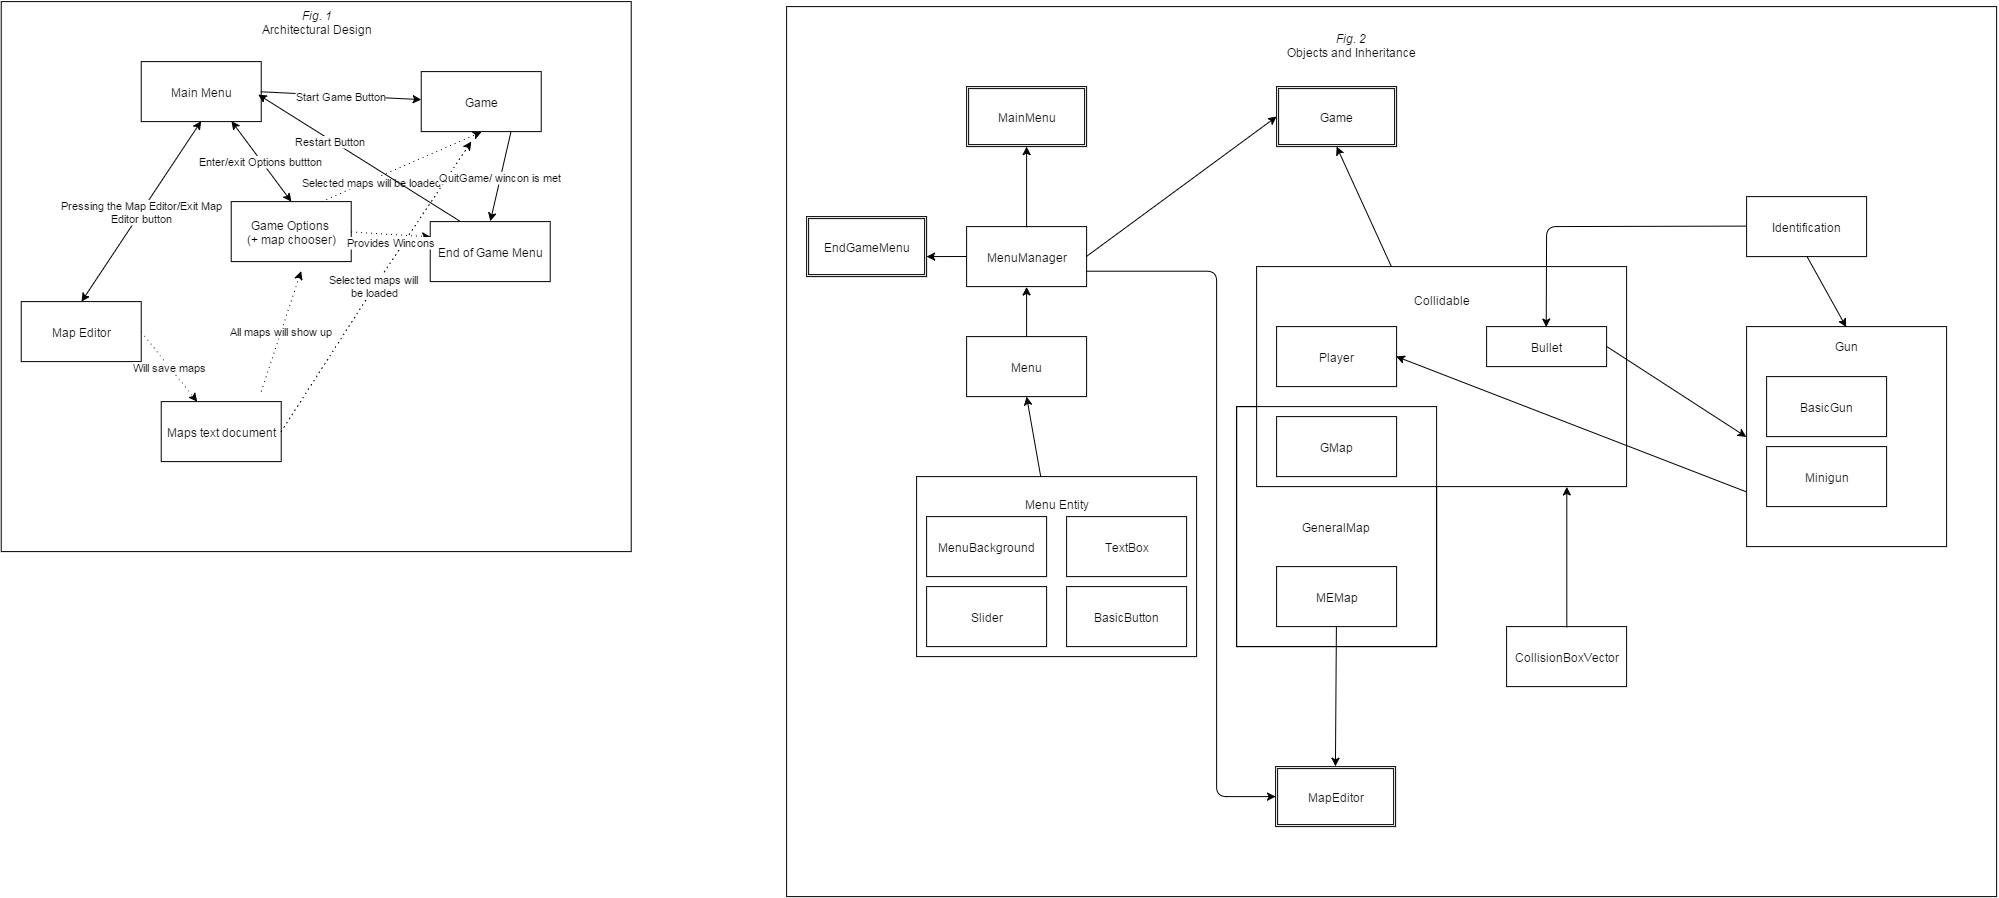 Fig. 1
Architectural Design
Main Menu
Game
Start Game Button
Restart Button
Enter/exit Options buttton
Selected maps will be loaded
QuitGame/ wincon is met
Pressing the Map Editor/Exit Map
Editor button
Game Options
(+ map chooser)
Provides Wincons
End of Game Menu
Selected maps will
be loaded
Map Editor
All maps will show up
Will save maps
Maps text document
Fig. 2
Objects and Inheritance
MainMenu
Game
EndGameMenu
MenuManager
Identification
Collidable
Player
Bullet
Gun
Menu
BasicGun
GMap
Minigun
Menu Entity
GeneralMap
MenuBackground
TextBox
Slider
BasicButton
MEMap
CollisionBoxVector
MapEditor